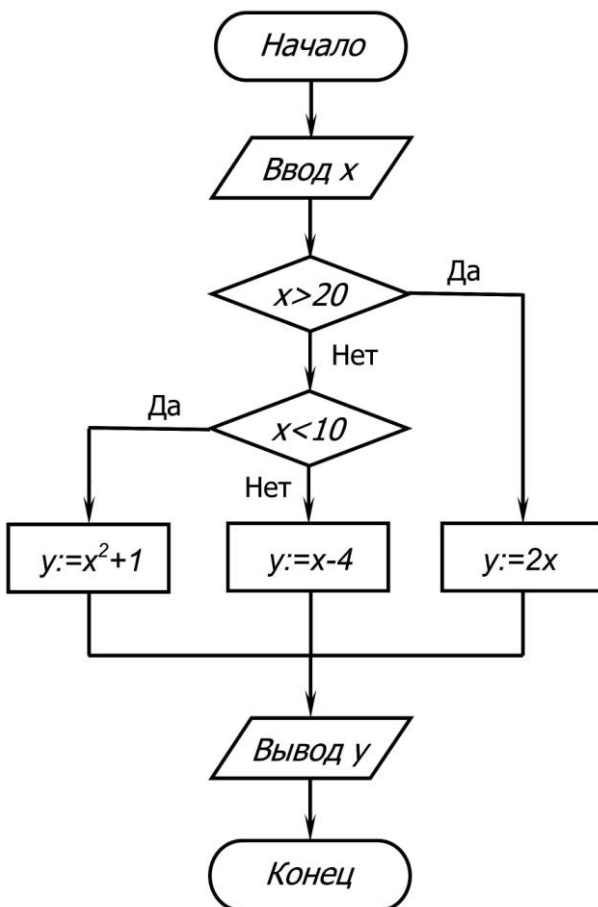 Начало
Ввод x
x>20
Да
Нет
Да
x<10
Нет
y:=x²+1
y:=x-4
y:=2x
Вывод y
Конец